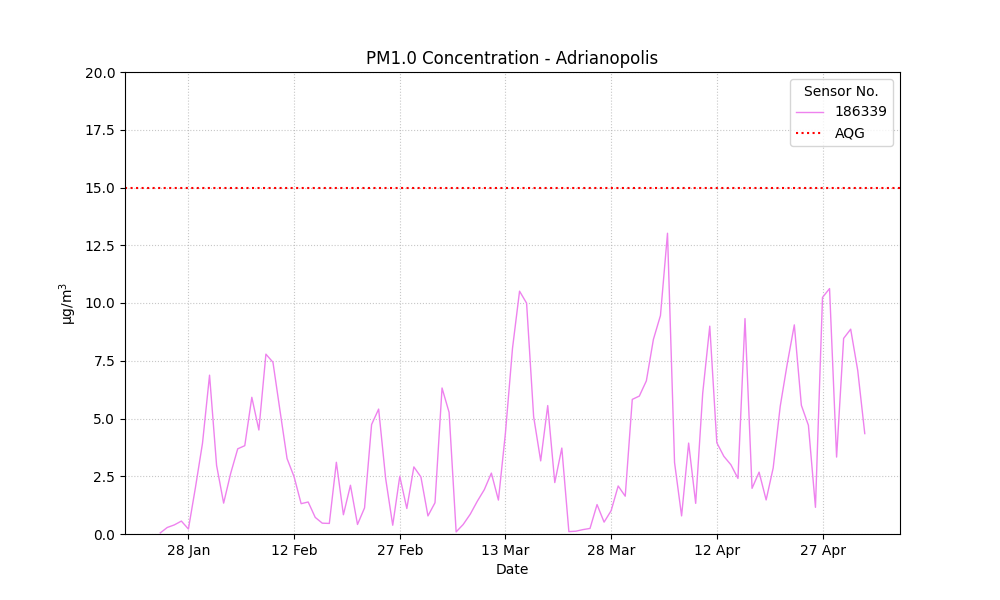 PM1.0 Concentration - Adrianopolis
Sensor No.
186339
AQG
20.0
17.5
15.0
12.5
10.0
7.5
5.0
2.5
0.0
µg/m³
28 Jan
12 Feb
27 Feb
13 Mar
28 Mar
12 Apr
27 Apr
Date